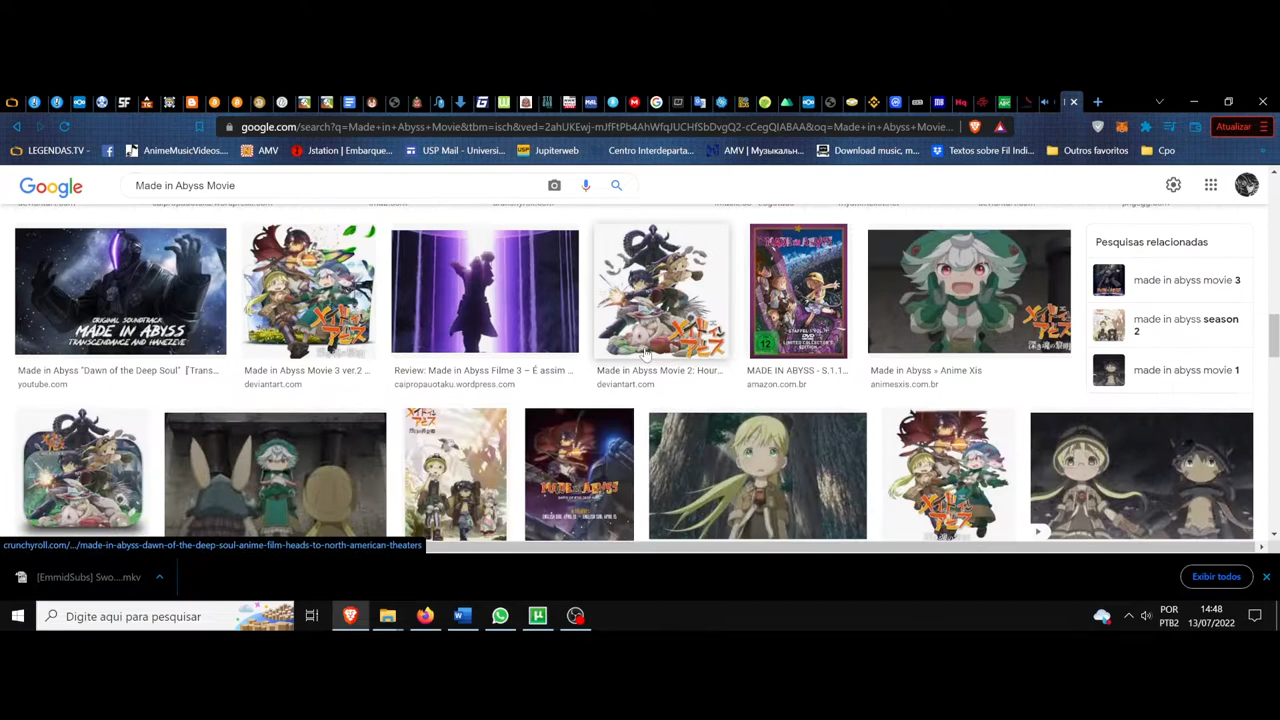 google.com/search?q=Made+in+Abyss+Movie&tbm=isch&ved=2ahUKEwj-mJfFtPb4AhWfqJUCHfSbDvgQ2-cCegQIABAA&oq=Made+in+Abyss+Movie...
Atualizar
LEGENDAS.TV
AnimeMusicVideos....
AMV
Jstation | Embarque...
USP Mail - Universi...
Jupiterweb
Centro Interdeparta...
AMV | Музыкальн...
Download music, m...
Textos sobre Fil Indi...
Outros favoritos
Cpo
Google
Made in Abyss Movie
ORIGINAL SOUNDTRACK
MADE IN ABYSS
Pesquisas relacionadas
made in abyss movie 3
made in abyss season 2
made in abyss movie 1
Made in Abyss "Dawn of the Deep Soul"【Trans...
youtube.com
Made in Abyss Movie 3 ver.2 ...
deviantart.com
Review: Made in Abyss Filme 3 – É assim ...
caipropautaku.wordpress.com
Made in Abyss Movie 2: Hour...
deviantart.com
MADE IN ABYSS - S.1.1...
amazon.com.br
Made in Abyss » Anime Xis
animesxis.com.br
crunchyroll.com/.../made-in-abyss-dawn-of-the-deep-soul-anime-film-heads-to-north-american-theaters
[EmmidSubs] Swo....mkv
Exibir todos
Digite aqui para pesquisar
POR
PTB2
14:48
13/07/2022